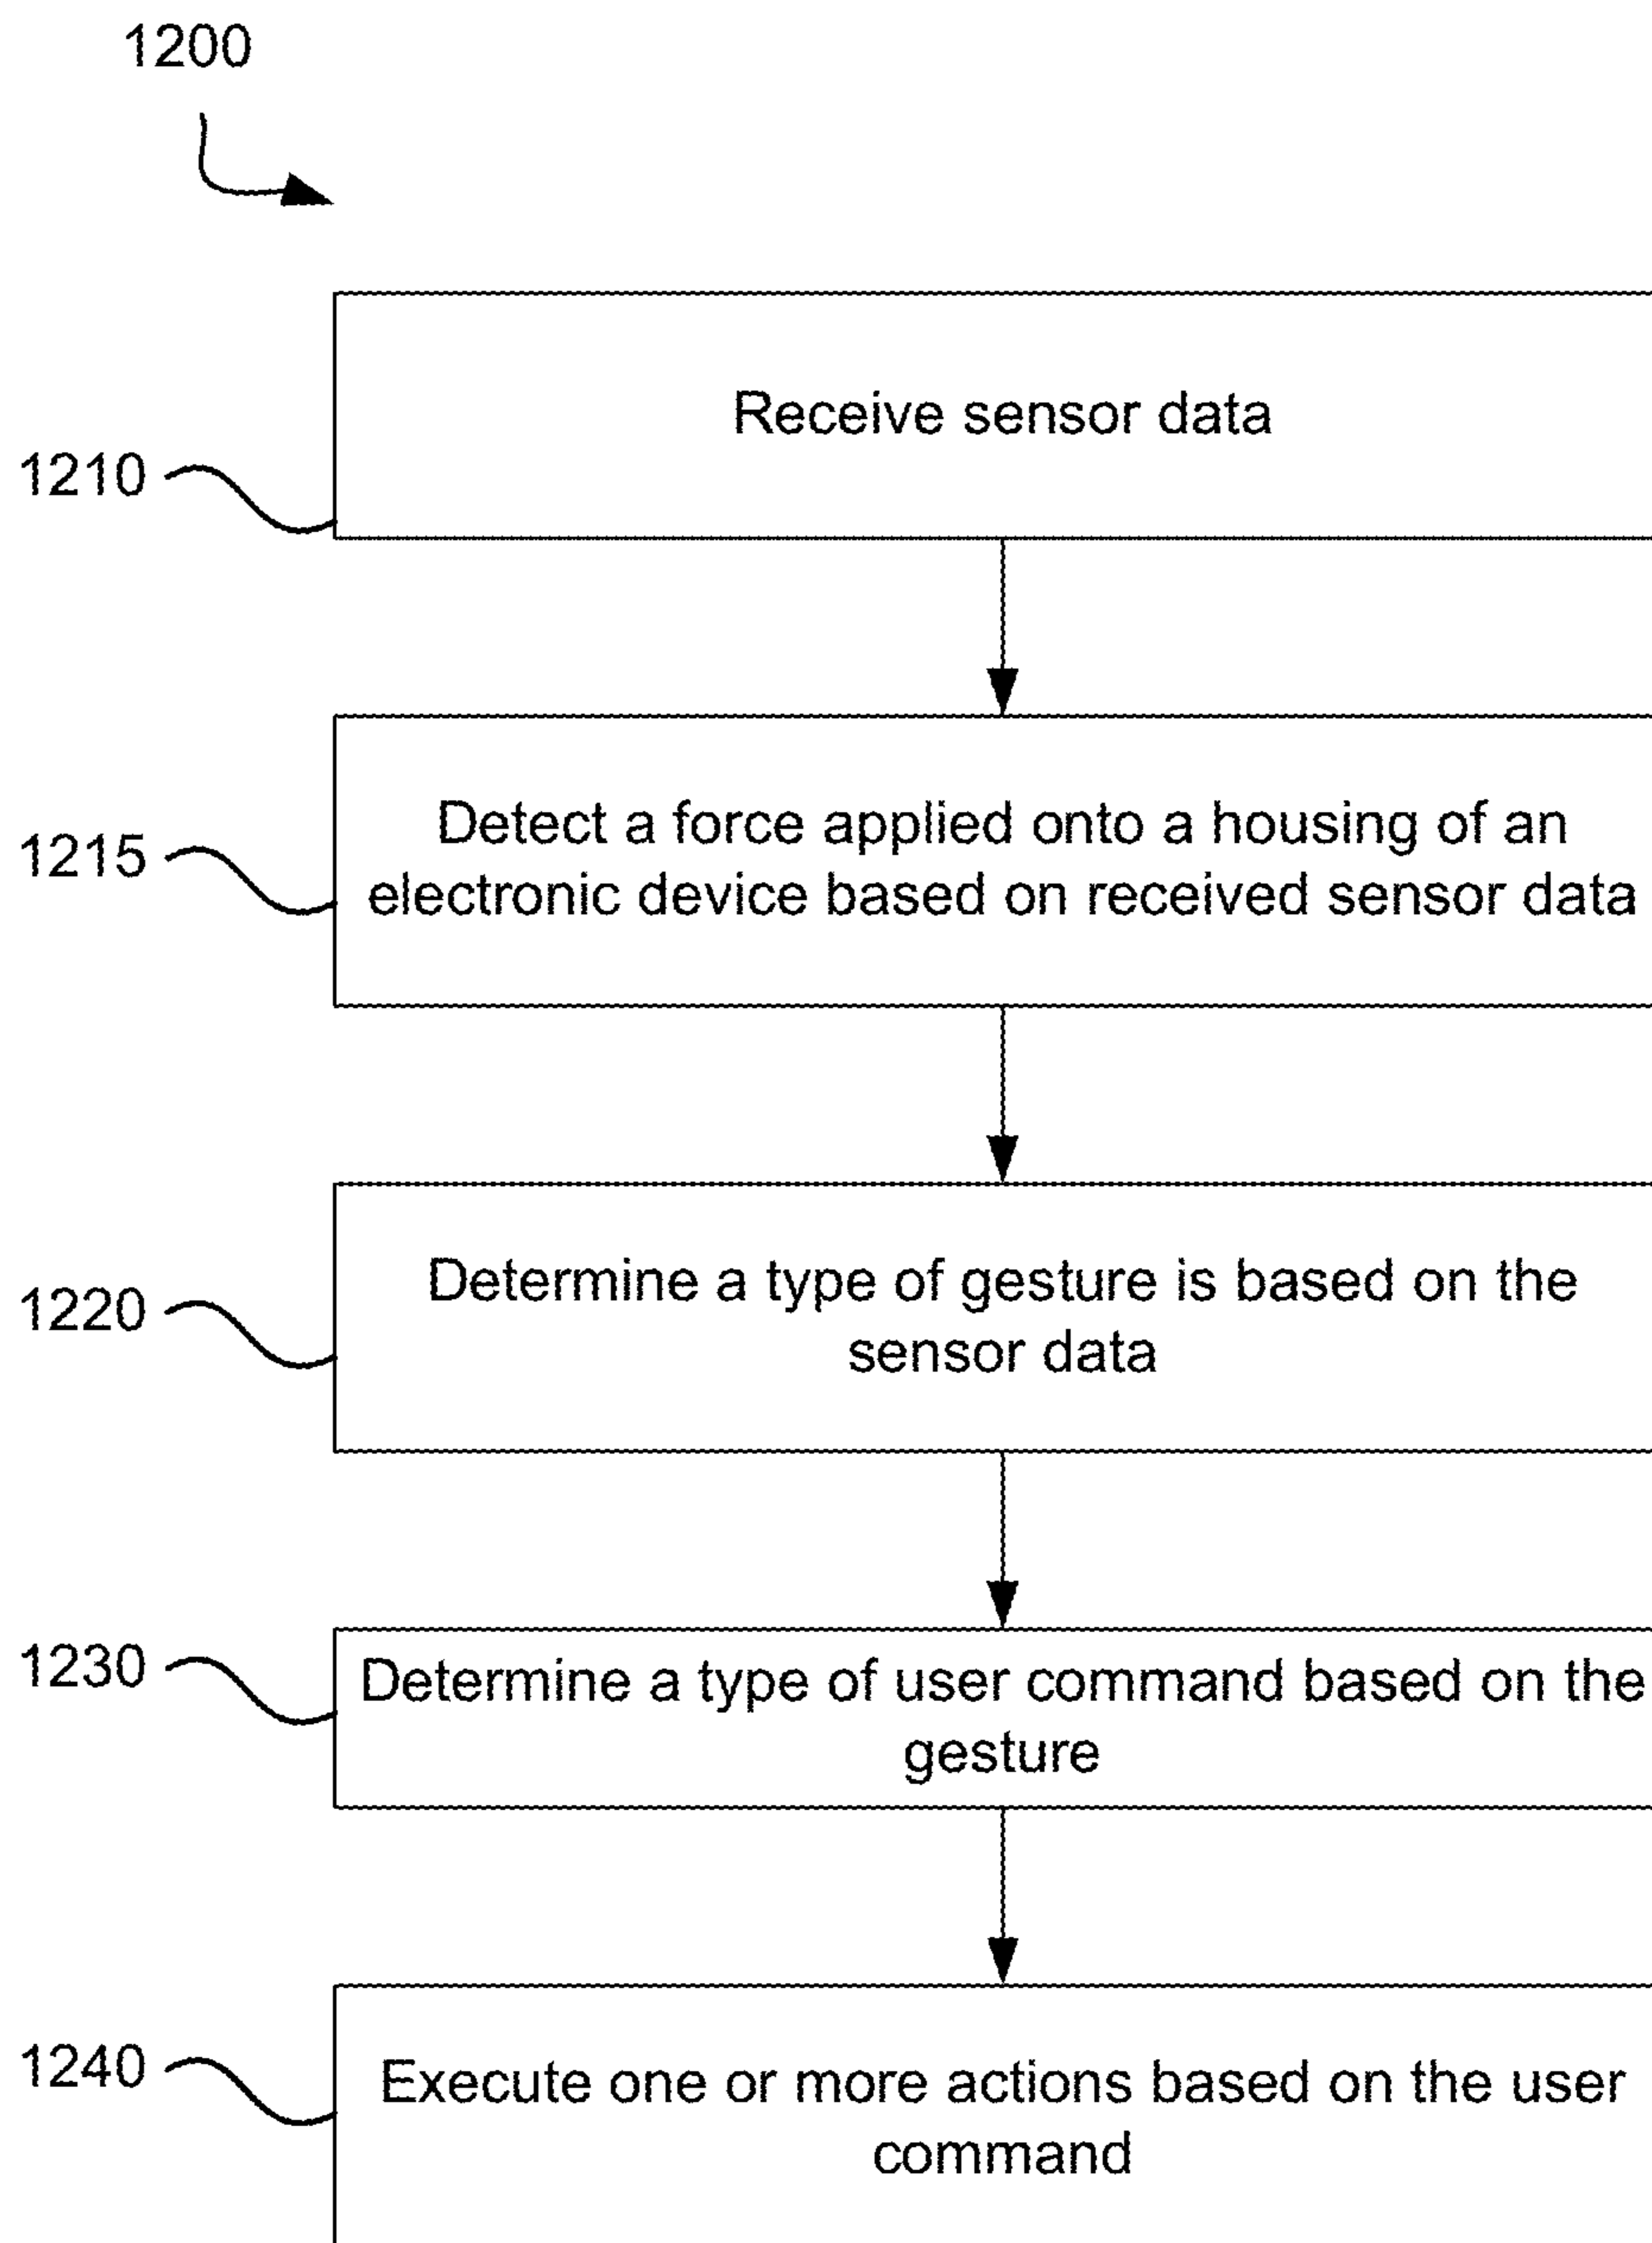 1200
Receive sensor data
1210
Detect a force applied onto a housing of an
electronic device based on received sensor data
1215
Determine a type of gesture is based on the
sensor data
1220
Determine a type of user command based on the
gesture
1230
Execute one or more actions based on the user
command
1240